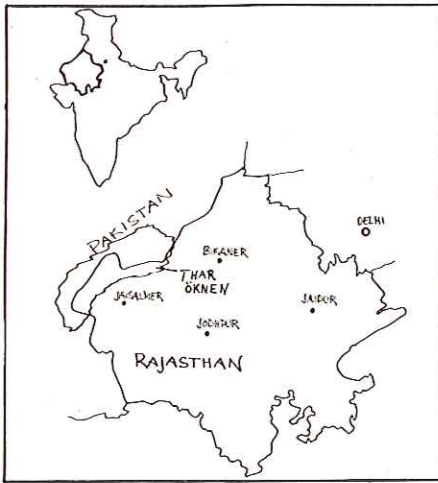 PAKISTAN
DELHI
BIKANER
THAR
ÖKNEN
JAISALMER
JAIPUR
JODHPUR
RAJASTHAN